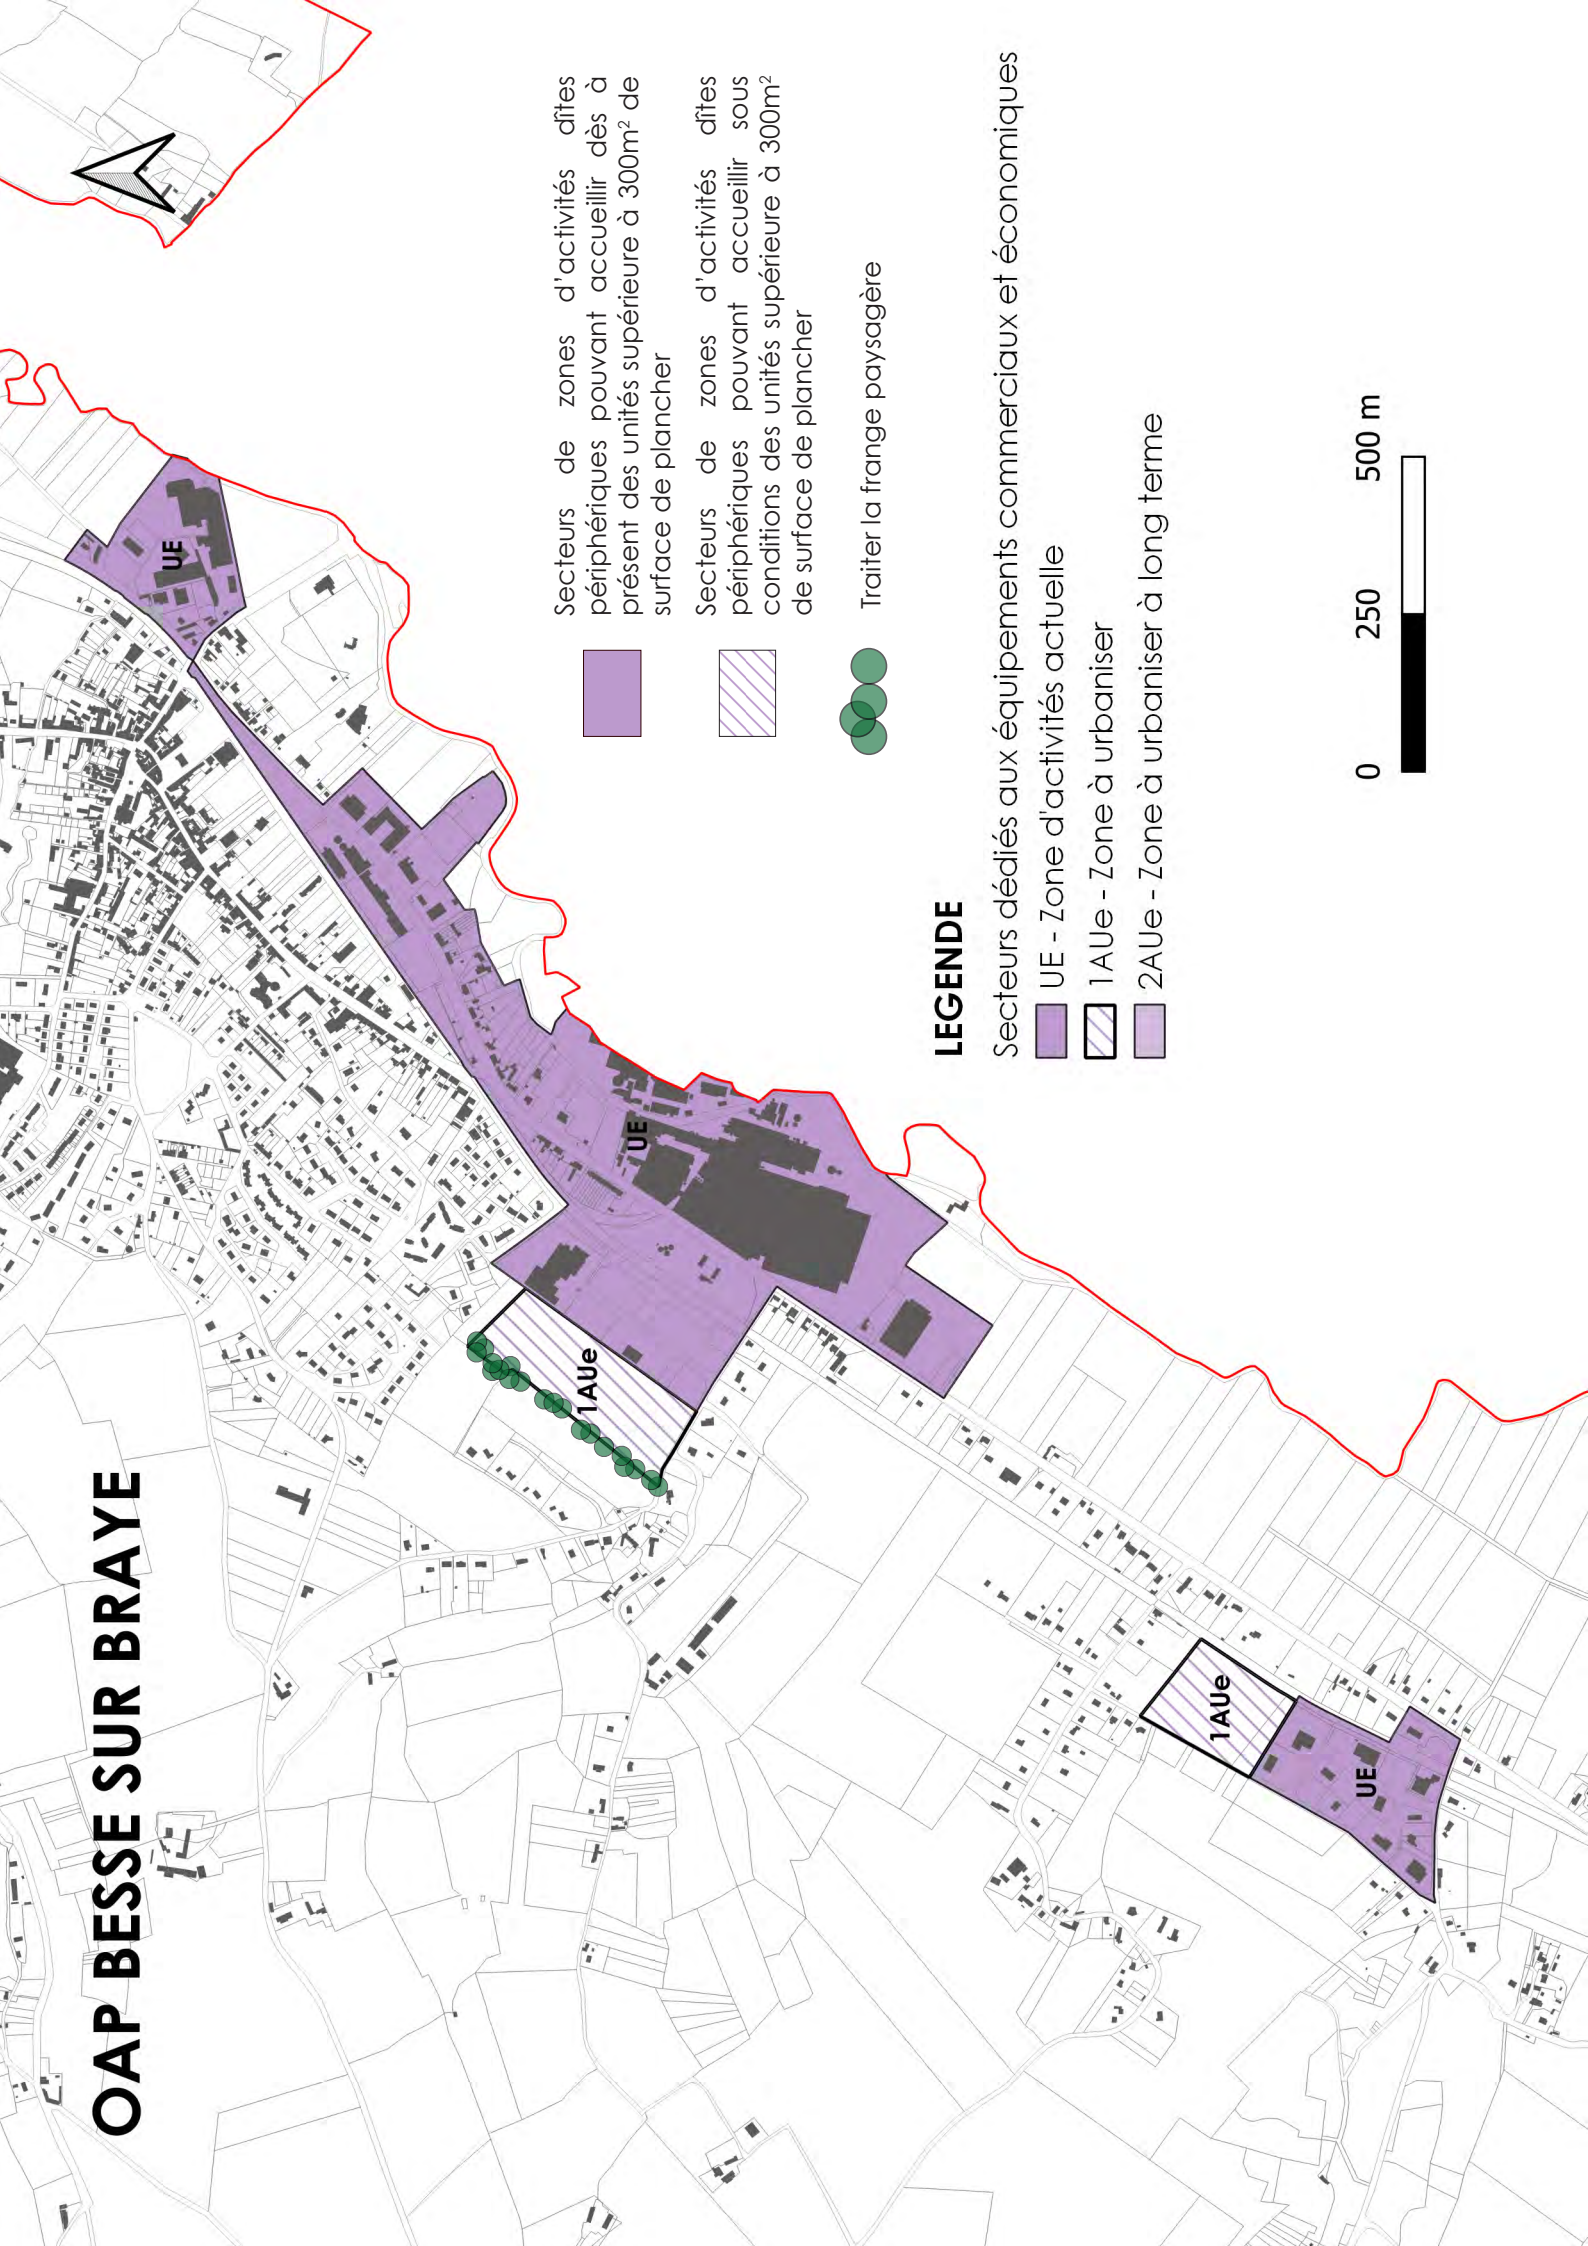 OAP BESSE SUR BRAYE
UE
UE
1AUe
1AUe
UE
Secteurs de zones d'activités dîtes
périphériques pouvant accueillir dès à
présent des unités supérieure à 300m² de
surface de plancher
Secteurs de zones d'activités dîtes
périphériques pouvant accueillir sous
conditions des unités supérieure à 300m²
de surface de plancher
Traiter la frange paysagère
LEGENDE
Secteurs dédiés aux équipements commerciaux et économiques
UE - Zone d'activités actuelle
1AUe - Zone à urbaniser
2AUe - Zone à urbaniser à long terme
0 250 500 m